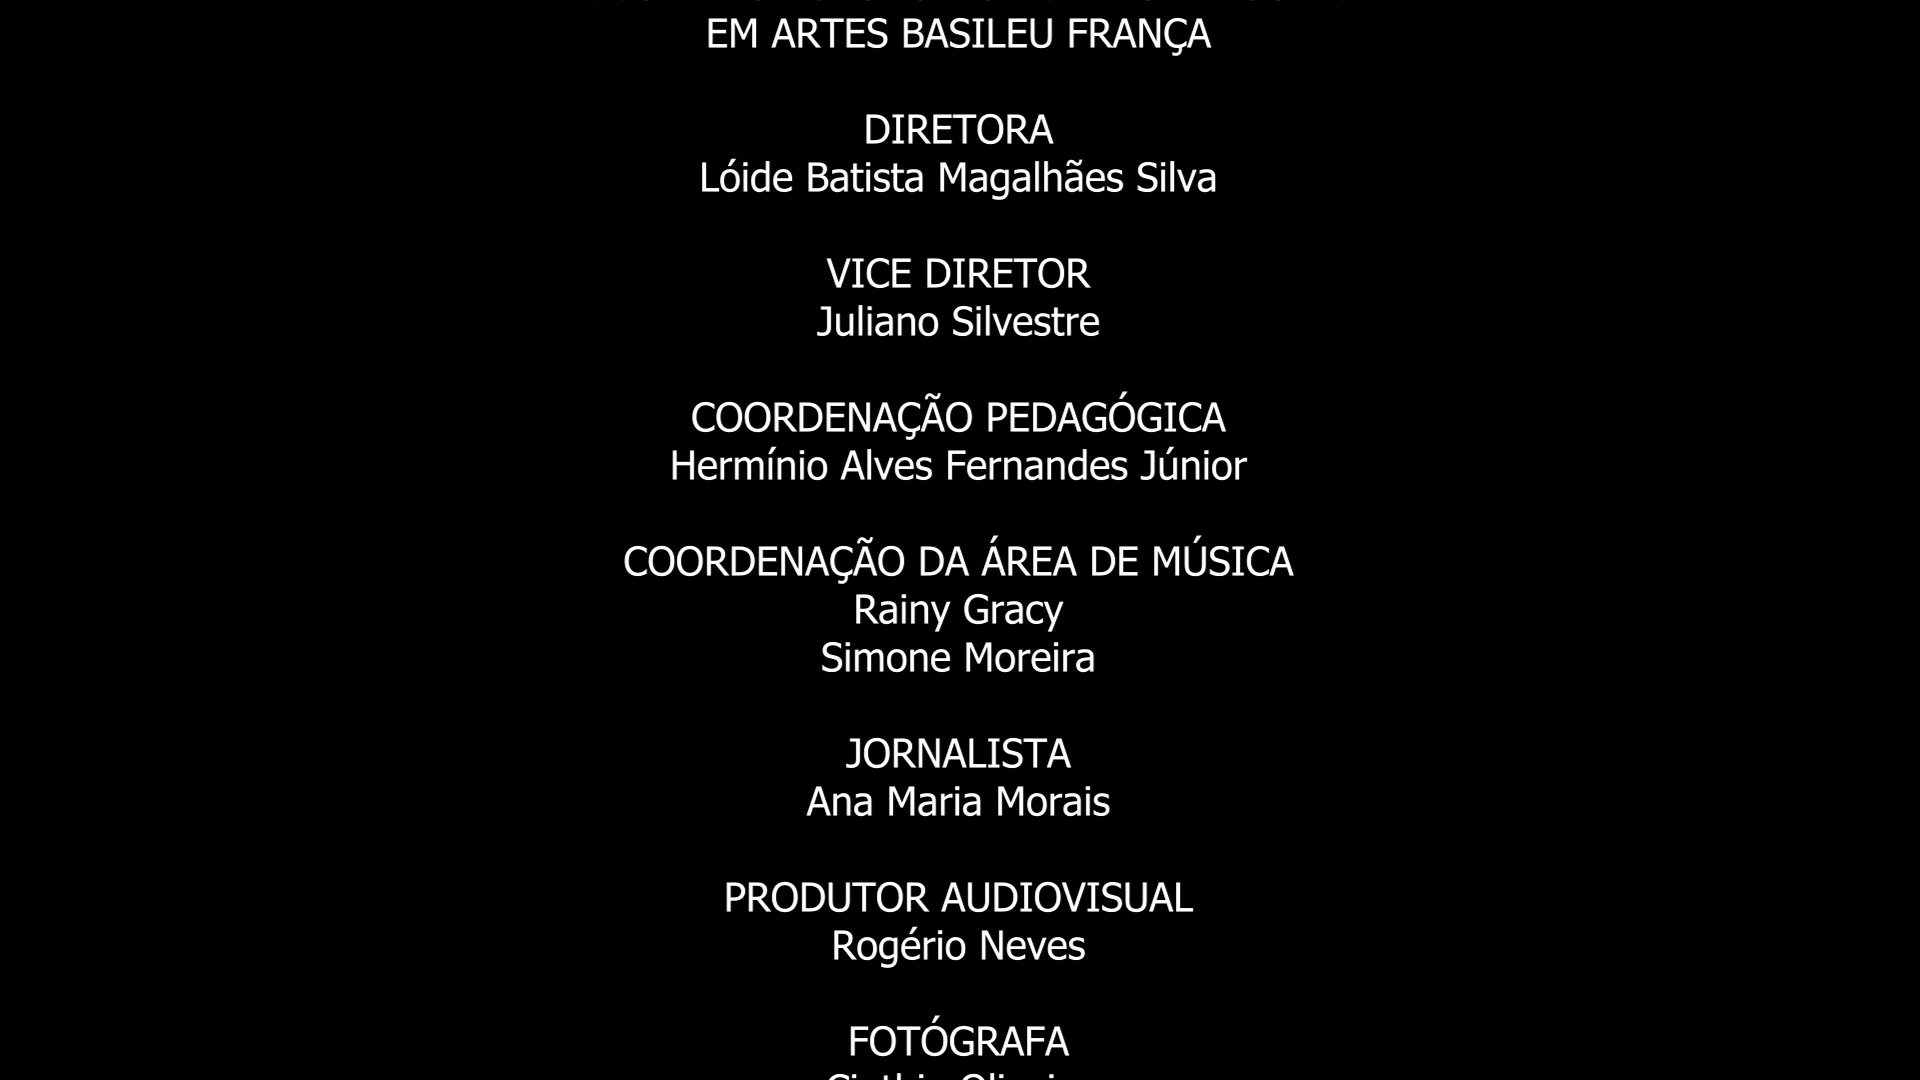 EM ARTES BASILEU FRANÇA
DIRETORA
Lóide Batista Magalhães Silva
VICE DIRETOR
Juliano Silvestre
COORDENAÇÃO PEDAGÓGICA
Hermínio Alves Fernandes Júnior
COORDENAÇÃO DA ÁREA DE MÚSICA
Rainy Gracy
Simone Moreira
JORNALISTA
Ana Maria Morais
PRODUTOR AUDIOVISUAL
Rogério Neves
FOTÓGRAFA